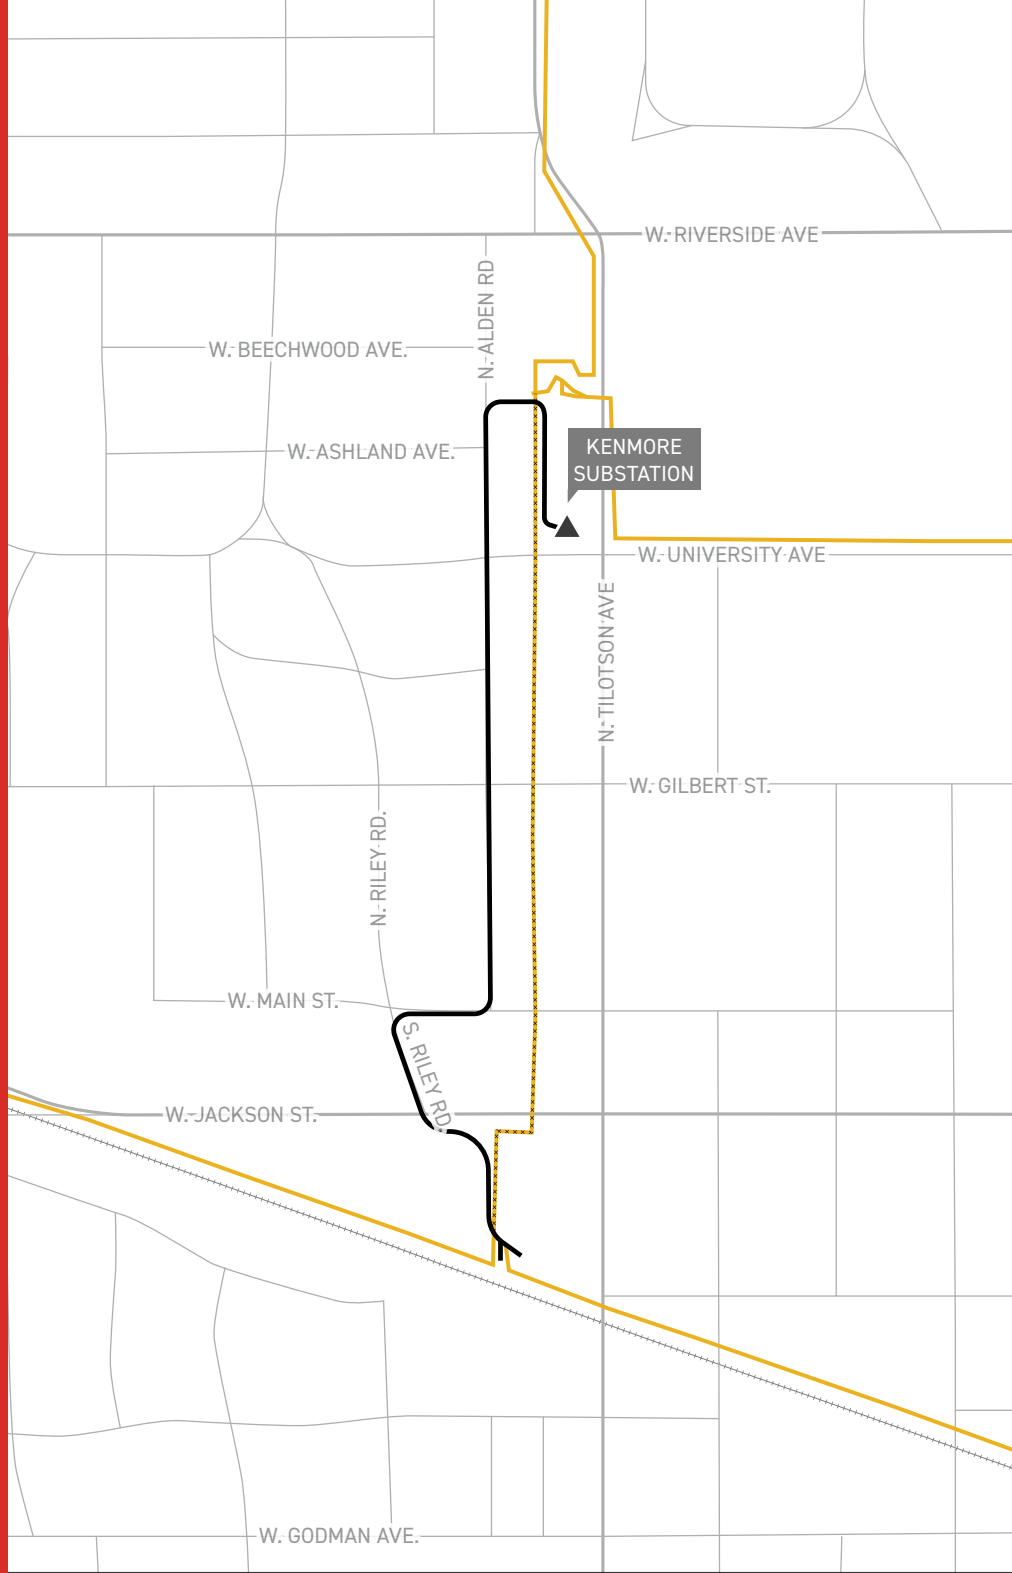 W. RIVERSIDE AVE
N. ALDEN RD
W. BEECHWOOD AVE.
KENMORE
SUBSTATION
W. ASHLAND AVE.
W. UNIVERSITY AVE
N. TILOTSON AVE
W. GILBERT ST.
N. RILEY RD.
W. MAIN ST.
S. RILEY RD
W. JACKSON ST.
W. GODMAN AVE.